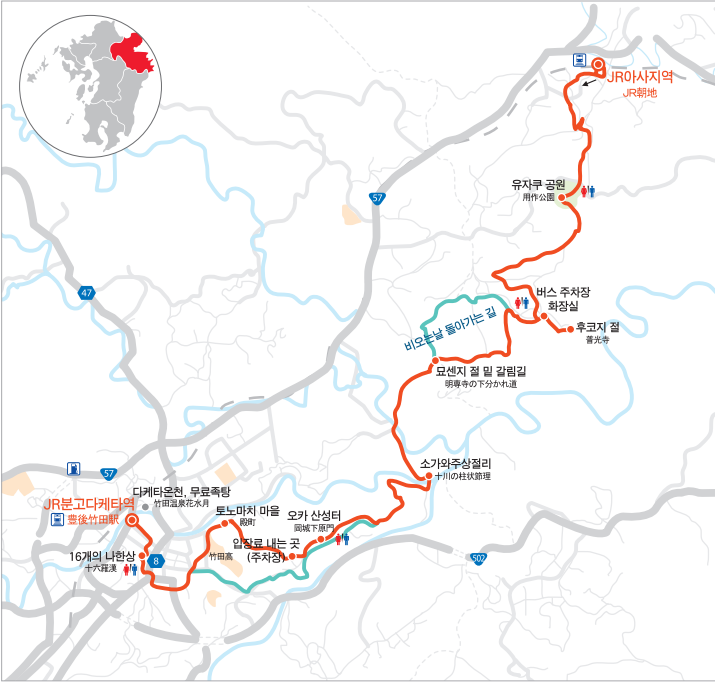 JR아사지역
JR朝地
57
유자쿠 공원
用作公園
47
버스 주차장
화장실
후코지 절
普光寺
비오는날 돌아가는 길
묘센지 절 밑 갈림길
明専寺の下分かれ道
소가와주상절리
十川の柱状節理
57
다케타온천, 무료족탕
竹田温泉花水月
JR분고다케타역
豊後竹田駅
토노마치 마을
殿町
오카 산성터
岡城下原門
입장료 내는 곳
(주차장)
竹田高
16개의 나한상
十六羅漢
8
502